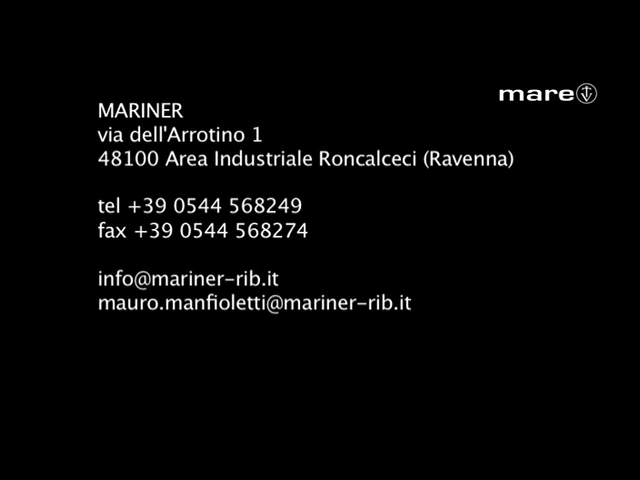 mare
MARINER
via dell'Arrotino 1
48100 Area Industriale Roncalceci (Ravenna)
tel +39 0544 568249
fax +39 0544 568274
info@mariner-rib.it
mauro.manfioletti@mariner-rib.it